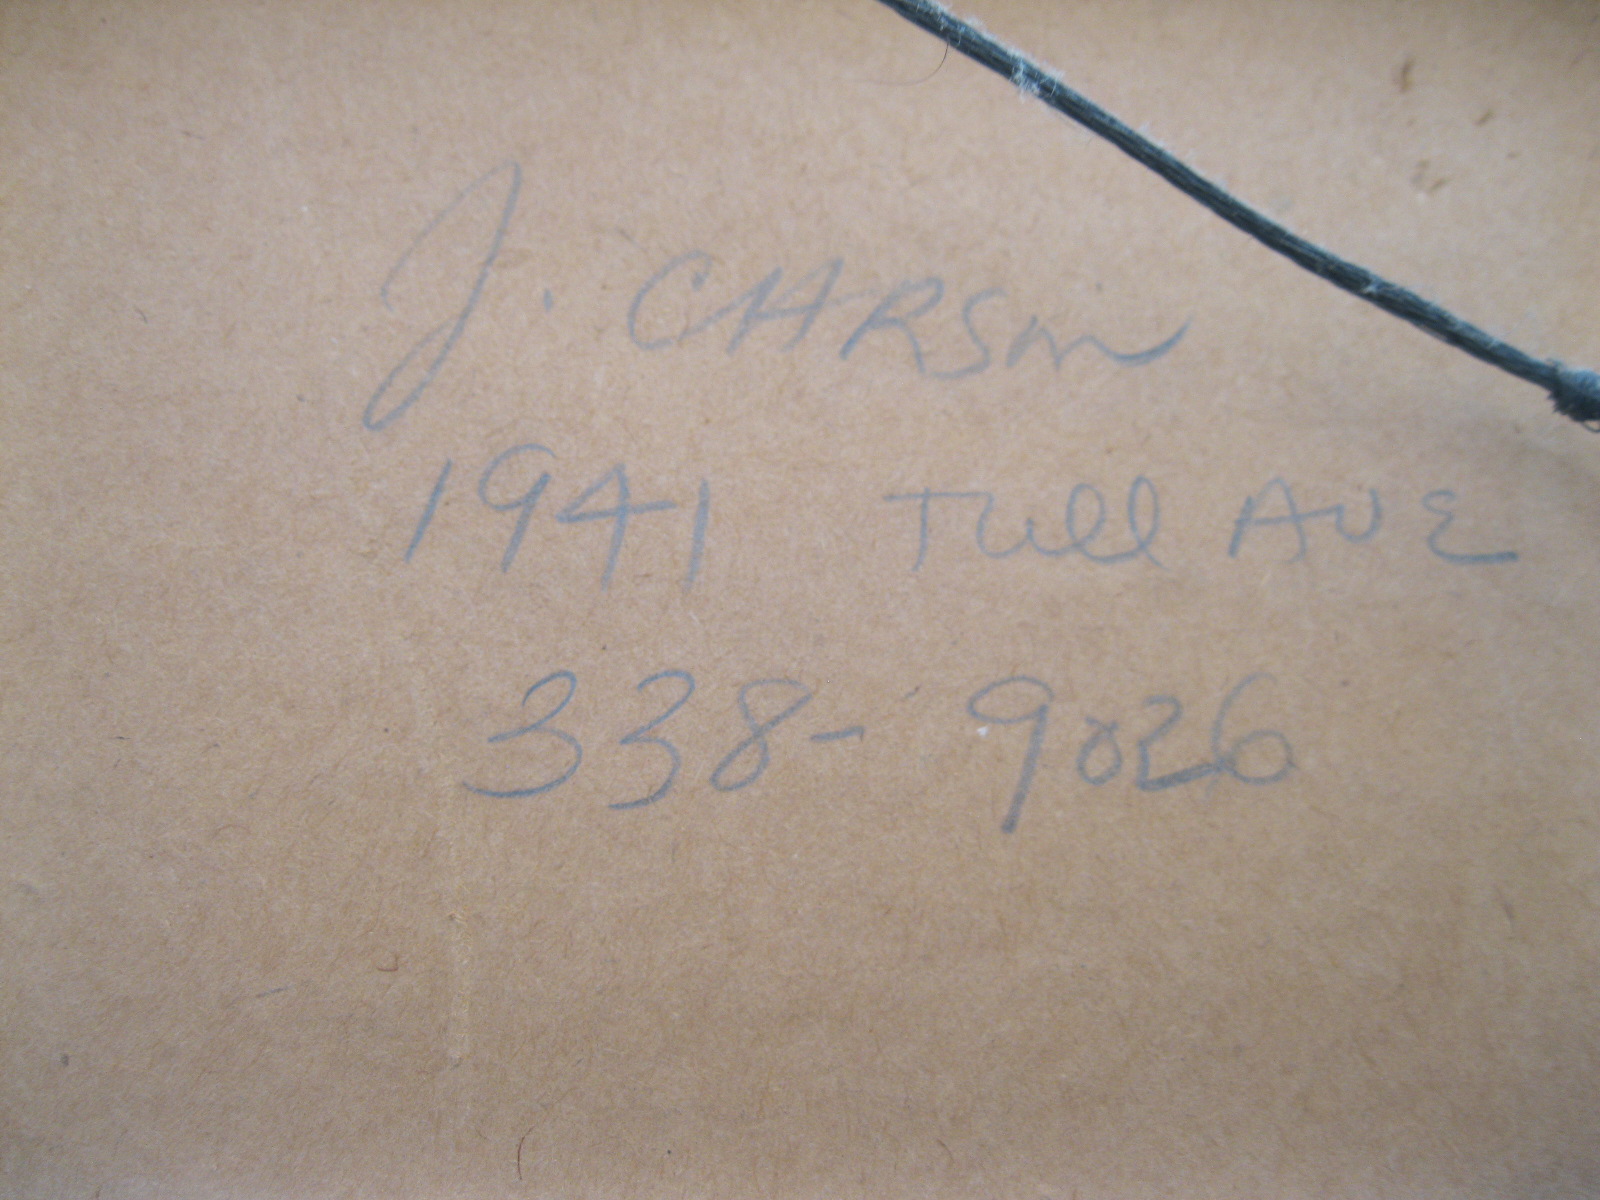 J. CARSON
1941 Tull AVE
338-9026